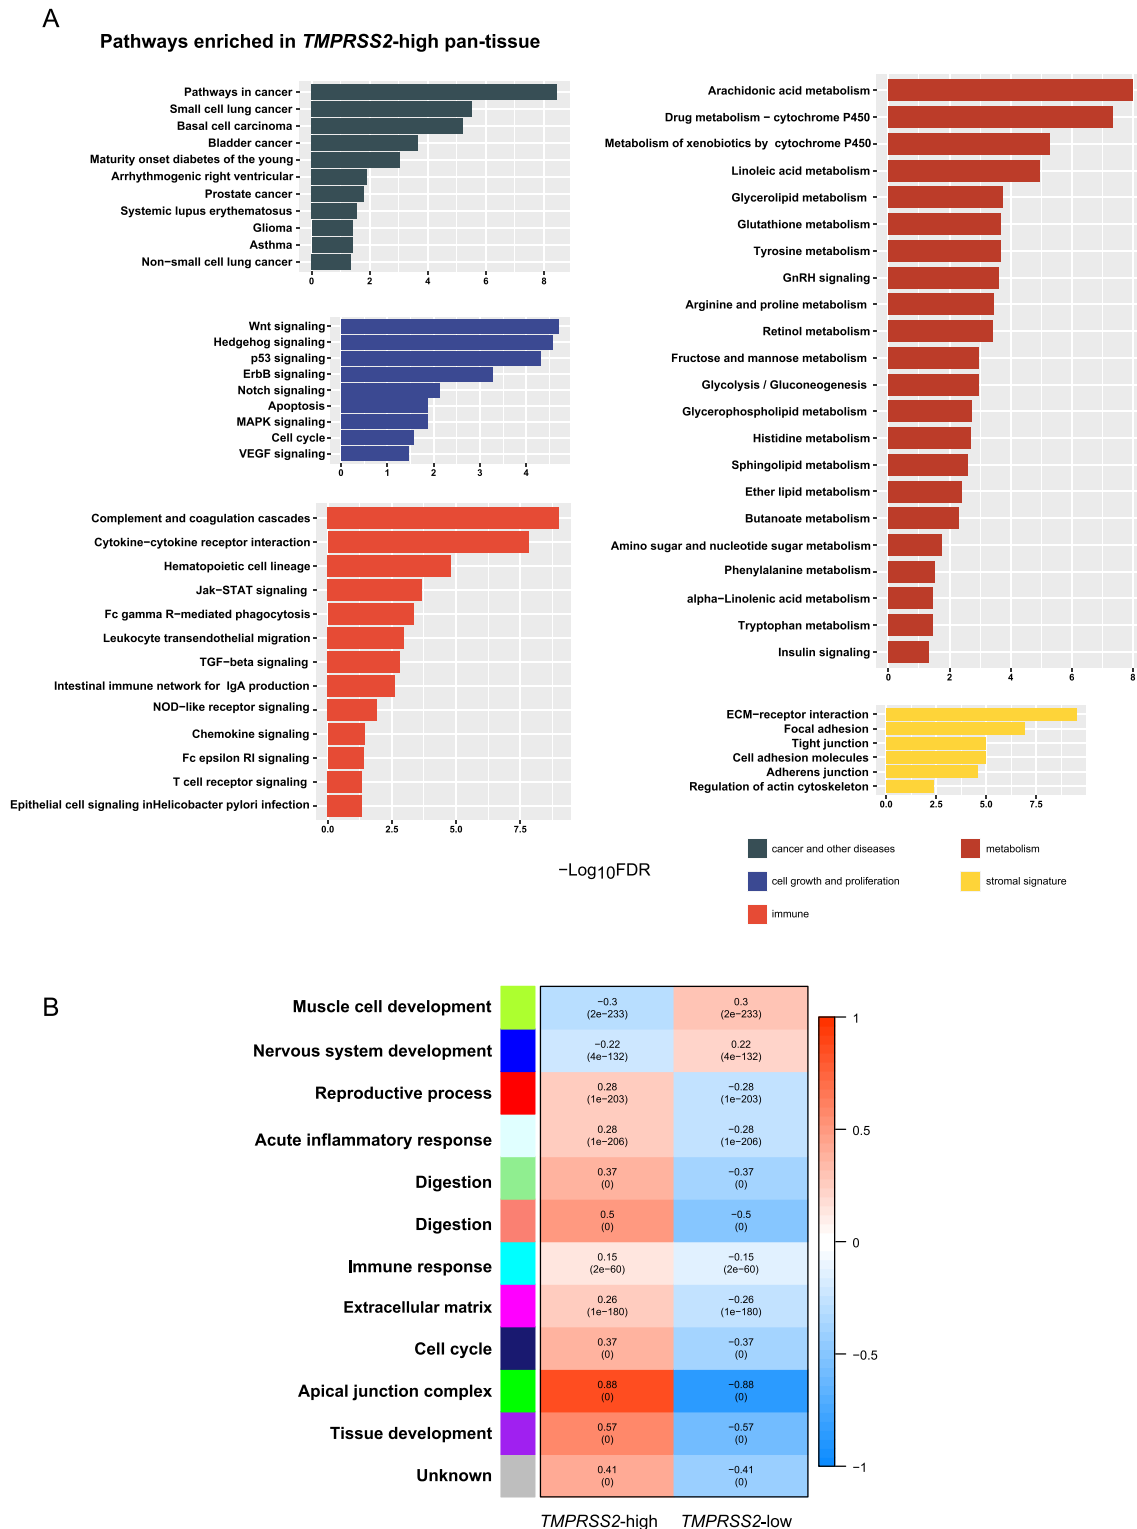 A
Pathways enriched in TMPRSS2-high pan-tissue
Pathways in cancer
Small cell lung cancer
Basal cell carcinoma
Bladder cancer
Maturity onset diabetes of the young
Arrhythmogenic right ventricular
Prostate cancer
Systemic lupus erythematosus
Glioma
Asthma
Non−small cell lung cancer
0 2 4 6 8
Wnt signaling
Hedgehog signaling
p53 signaling
ErbB signaling
Notch signaling
Apoptosis
MAPK signaling
Cell cycle
VEGF signaling
0 1 2 3 4
Complement and coagulation cascades
Cytokine−cytokine receptor interaction
Hematopoietic cell lineage
Jak−STAT signaling
Fc gamma R−mediated phagocytosis
Leukocyte transendothelial migration
TGF−beta signaling
Intestinal immune network for IgA production
NOD−like receptor signaling
Chemokine signaling
Fc epsilon RI signaling
T cell receptor signaling
Epithelial cell signaling inHelicobacter pylori infection
0.0 2.5 5.0 7.5
Arachidonic acid metabolism
Drug metabolism − cytochrome P450
Metabolism of xenobiotics by cytochrome P450
Linoleic acid metabolism
Glycerolipid metabolism
Glutathione metabolism
Tyrosine metabolism
GnRH signaling
Arginine and proline metabolism
Retinol metabolism
Fructose and mannose metabolism
Glycolysis / Gluconeogenesis
Glycerophospholipid metabolism
Histidine metabolism
Sphingolipid metabolism
Ether lipid metabolism
Butanoate metabolism
Amino sugar and nucleotide sugar metabolism
Phenylalanine metabolism
alpha−Linolenic acid metabolism
Tryptophan metabolism
Insulin signaling
0 2 4 6 8
ECM−receptor interaction
Focal adhesion
Tight junction
Cell adhesion molecules
Adherens junction
Regulation of actin cytoskeleton
0.0 2.5 5.0 7.5
−Log10FDR
cancer and other diseases
metabolism
cell growth and proliferation
stromal signature
immune
B
Muscle cell development −0.3 0.3
(2e−233) (2e−233)
Nervous system development −0.22 0.22
(4e−132) (4e−132)
Reproductive process 0.28 −0.28
(1e−203) (1e−203)
Acute inflammatory response 0.28 −0.28
(1e−206) (1e−206)
Digestion 0.37 −0.37
(0) (0)
Digestion 0.5 −0.5
(0) (0)
Immune response 0.15 −0.15
(2e−60) (2e−60)
Extracellular matrix 0.26 −0.26
(1e−180) (1e−180)
Cell cycle 0.37 −0.37
(0) (0)
Apical junction complex 0.88 −0.88
(0) (0)
Tissue development 0.57 −0.57
(0) (0)
Unknown 0.41 −0.41
(0) (0)
TMPRSS2-high TMPRSS2-low
1
0.5
0
−0.5
−1